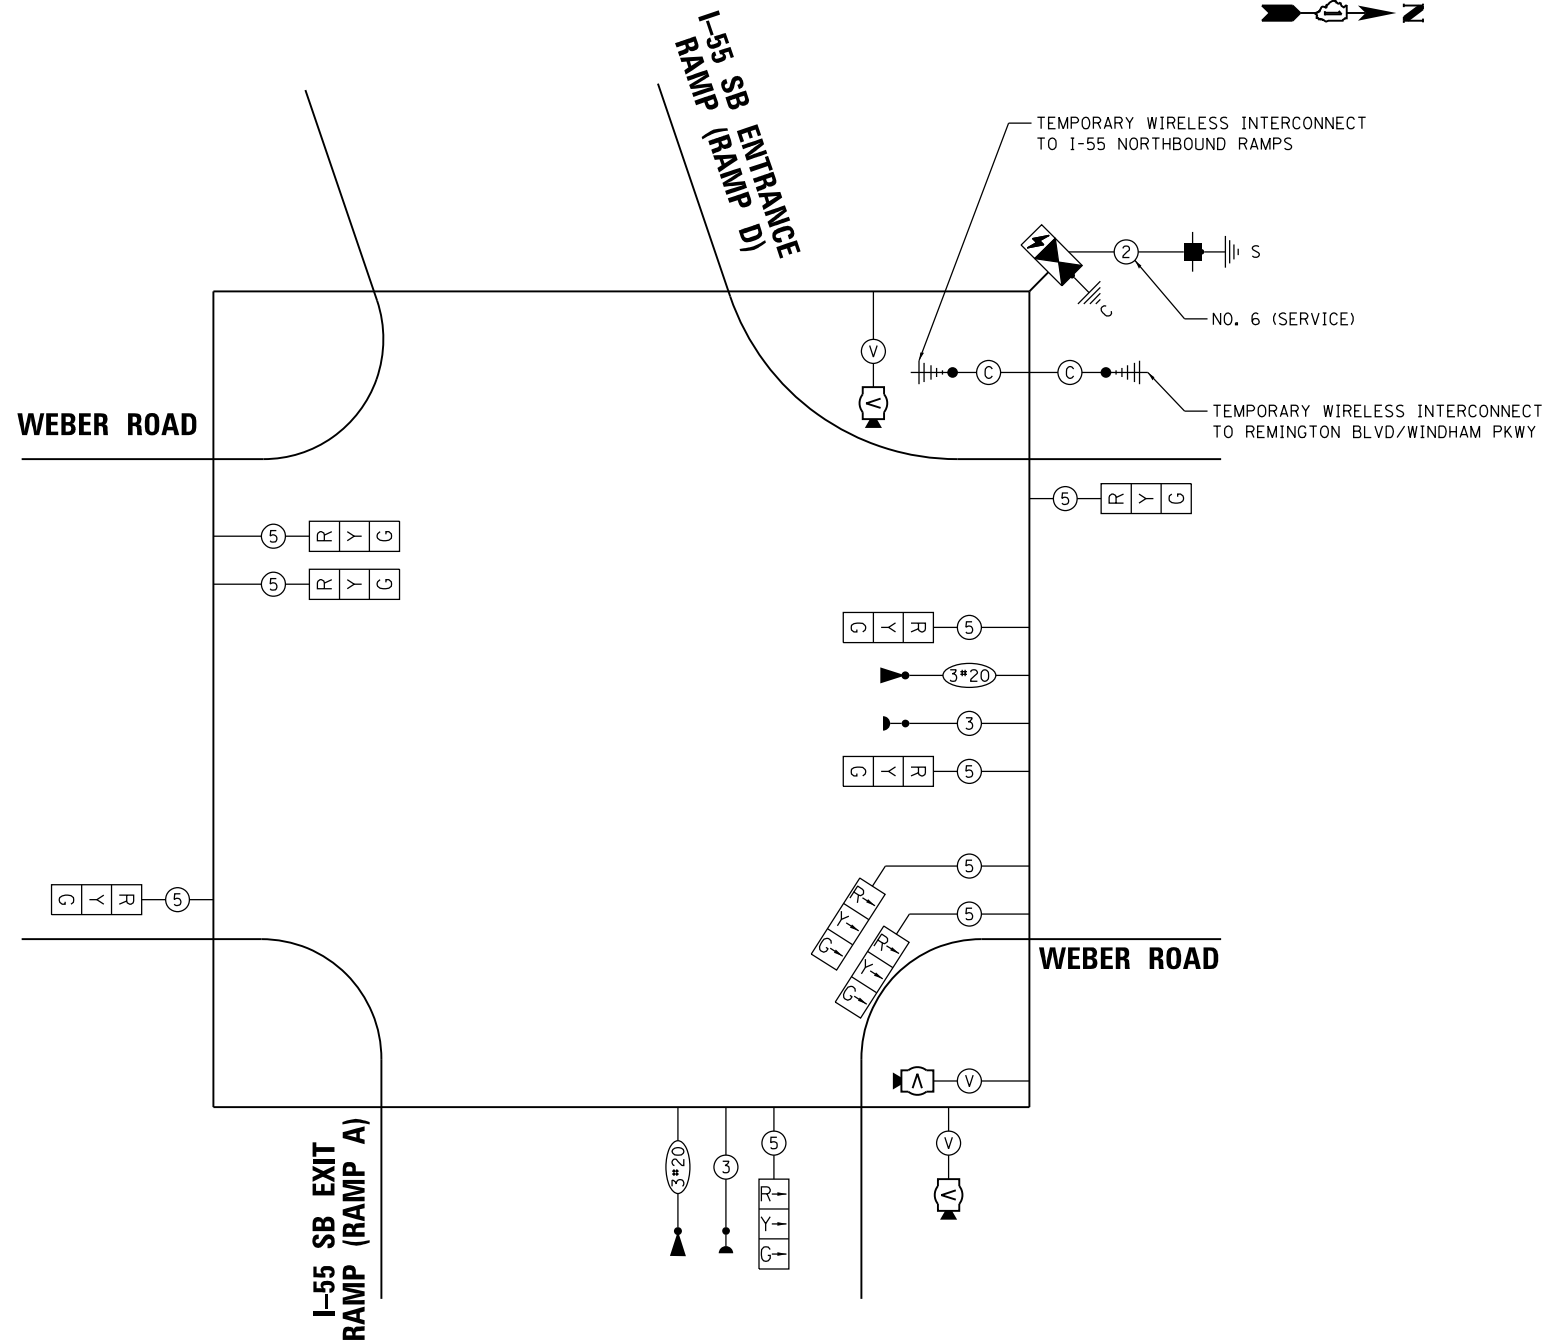 N
I-55 SB ENTRANCE
RAMP (RAMP D)
TEMPORARY WIRELESS INTERCONNECT
TO I-55 NORTHBOUND RAMPS
2
S
C
NO. 6 (SERVICE)
V
V
C
C
TEMPORARY WIRELESS INTERCONNECT
TO REMINGTON BLVD/WINDHAM PKWY
WEBER ROAD
5 R Y G
5 R Y G
5 R Y G
G Y R 5
3#20
3
G Y R 5
5
R Y G
5
R Y G
G Y R 5
WEBER ROAD
V V
I-55 SB EXIT
RAMP (RAMP A)
3#20
3
5
R
Y
G
V
V